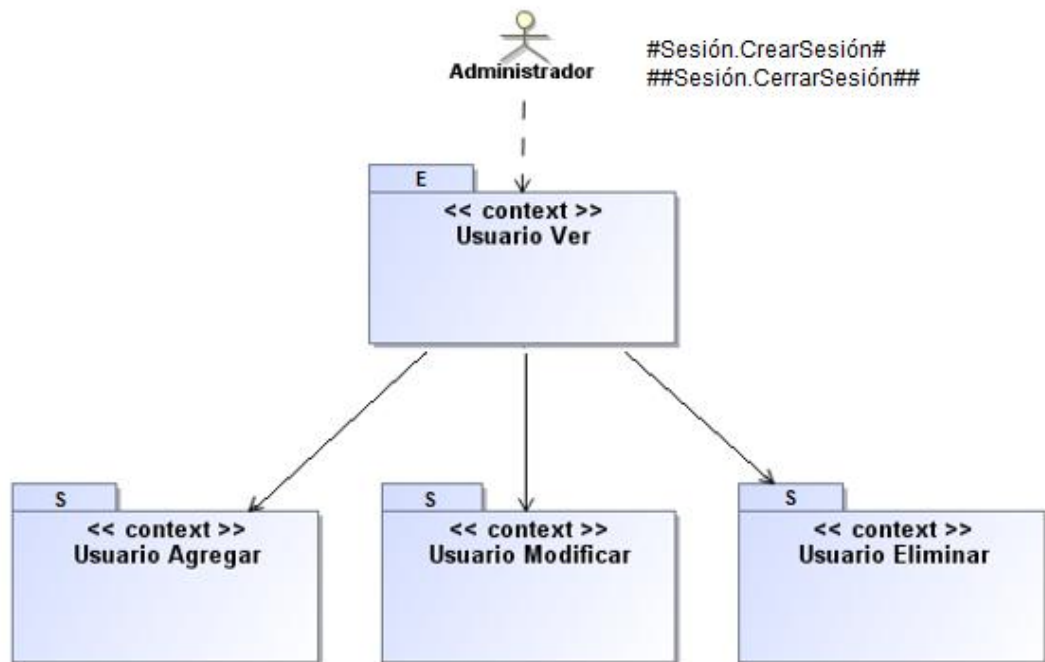 #Sesión.CrearSesión#
##Sesión.CerrarSesión##
Administrador
E
<< context >>
Usuario Ver
S
<< context >>
Usuario Agregar
S
<< context >>
Usuario Modificar
S
<< context >>
Usuario Eliminar